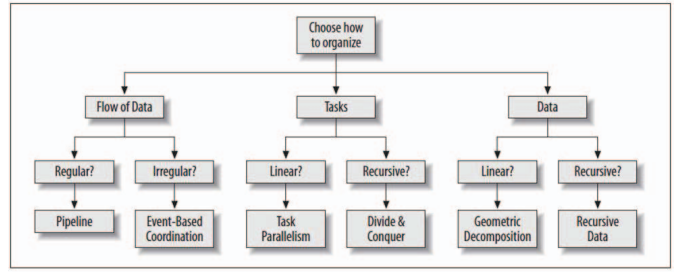 Choose how
to organize
Flow of Data
Tasks
Data
Regular?
Irregular?
Linear?
Recursive?
Linear?
Recursive?
Pipeline
Event-Based
Coordination
Task
Parallelism
Divide &
Conquer
Geometric
Decomposition
Recursive
Data